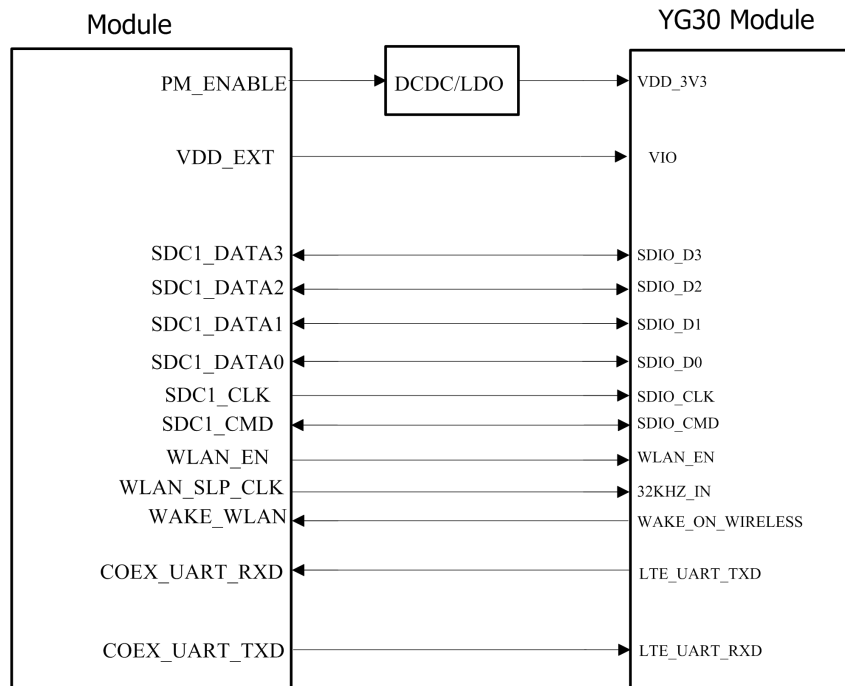 Module YG30 Module
PM_ENABLE DCDC/LDO VDD_3V3
VDD_EXT VIO
SDC1_DATA3 SDIO_D3
SDC1_DATA2 SDIO_D2
SDC1_DATA1 SDIO_D1
SDC1_DATA0 SDIO_D0
SDC1_CLK SDIO_CLK
SDC1_CMD SDIO_CMD
WLAN_EN WLAN_EN
WLAN_SLP_CLK 32KHZ_IN
WAKE_WLAN WAKE_ON_WIRELESS
COEX_UART_RXD LTE_UART_TXD
COEX_UART_TXD LTE_UART_RXD